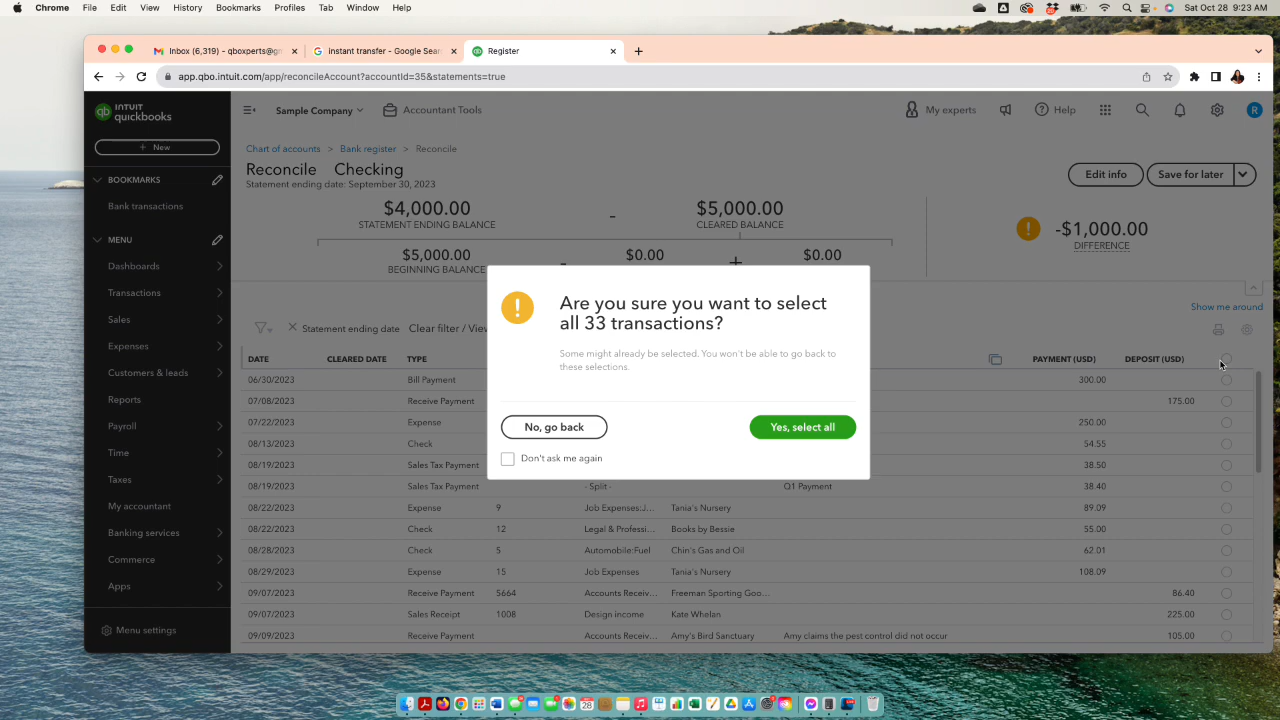 Chrome File Edit View History Bookmarks Profiles Tab Window Help Sat Oct 28 9:23 AM
Inbox (6,319) - qboxperts@gm
instant transfer - Google Sear
Register
app.qbo.intuit.com/app/reconcileAccount?accountId=35&statements=true
INTUIT
quickbooks
Sample Company
Accountant Tools
My experts
Help
R
+ New
BOOKMARKS
Bank transactions
MENU
Dashboards
Transactions
Sales
Expenses
Customers & leads
Reports
Payroll
Time
Taxes
My accountant
Banking services
Commerce
Apps
Menu settings
Chart of accounts > Bank register > Reconcile
Reconcile Checking
Statement ending date: September 30, 2023
Edit info
Save for later
$4,000.00 - $5,000.00
STATEMENT ENDING BALANCE CLEARED BALANCE
-$1,000.00
DIFFERENCE
$5,000.00 - $0.00 + $0.00
BEGINNING BALANCE
Show me around
Statement ending date Clear filter / View
Are you sure you want to select
all 33 transactions?
Some might already be selected. You won't be able to go back to
these selections.
No, go back
Yes, select all
Don't ask me again
DATE CLEARED DATE TYPE PAYMENT (USD) DEPOSIT (USD)
06/30/2023 Bill Payment 300.00
07/08/2023 Receive Payment 175.00
07/22/2023 Expense 250.00
08/13/2023 Check 54.55
08/19/2023 Sales Tax Payment 38.50
08/19/2023 Sales Tax Payment - Split - Q1 Payment 38.40
08/22/2023 Expense 9 Job Expenses:J... Tania's Nursery 89.09
08/22/2023 Check 12 Legal & Professi... Books by Bessie 55.00
08/28/2023 Check 5 Automobile:Fuel Chin's Gas and Oil 62.01
08/29/2023 Expense 15 Job Expenses Tania's Nursery 108.09
09/07/2023 Receive Payment 5664 Accounts Receiv... Freeman Sporting Goo... 86.40
09/07/2023 Sales Receipt 1008 Design income Kate Whelan 225.00
09/09/2023 Receive Payment Accounts Receiv... Amy's Bird Sanctuary Amy claims the pest control did not occur 105.00